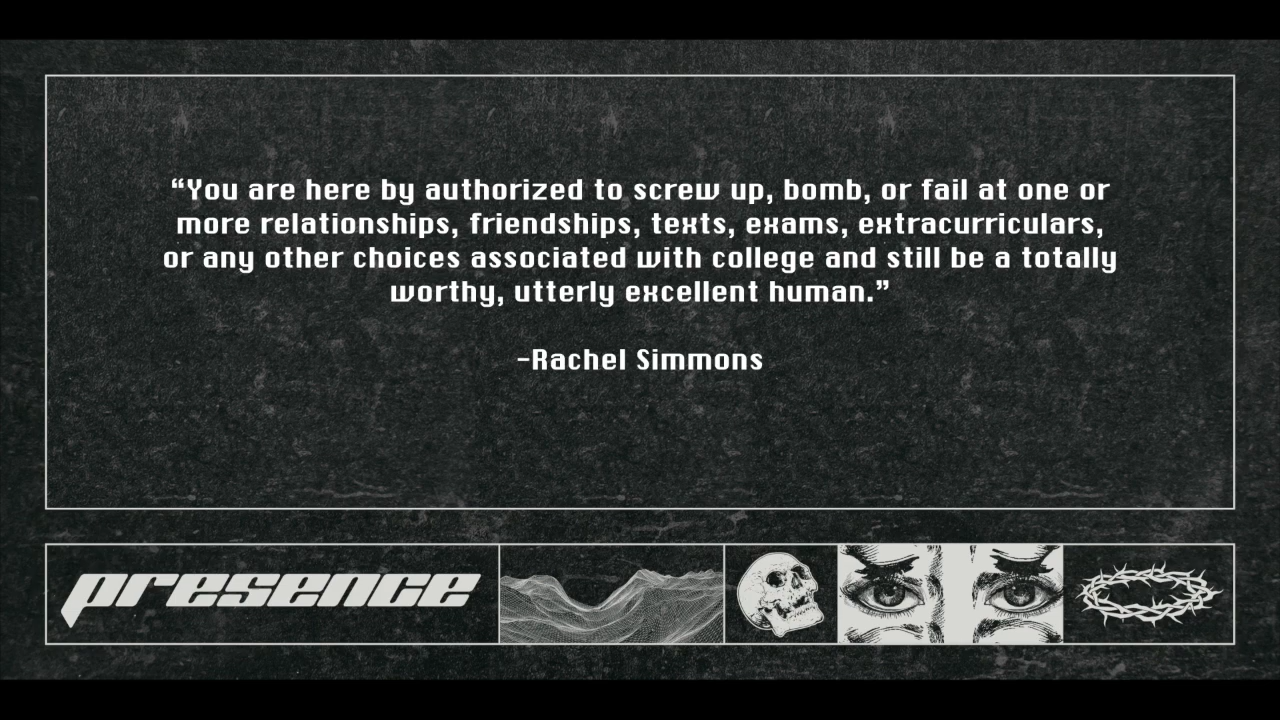 “You are here by authorized to screw up, bomb, or fail at one or
more relationships, friendships, texts, exams, extracurriculars,
or any other choices associated with college and still be a totally
worthy, utterly excellent human.”
-Rachel Simmons
presence